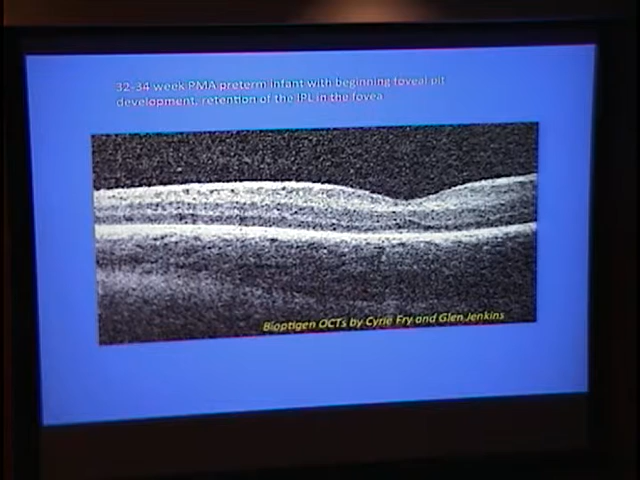 32-34 week PMA preterm infant with beginning foveal pit
development, retention of the IPL in the fovea
Bioptigen OCTs by Cyrie Fry and Glen Jenkins